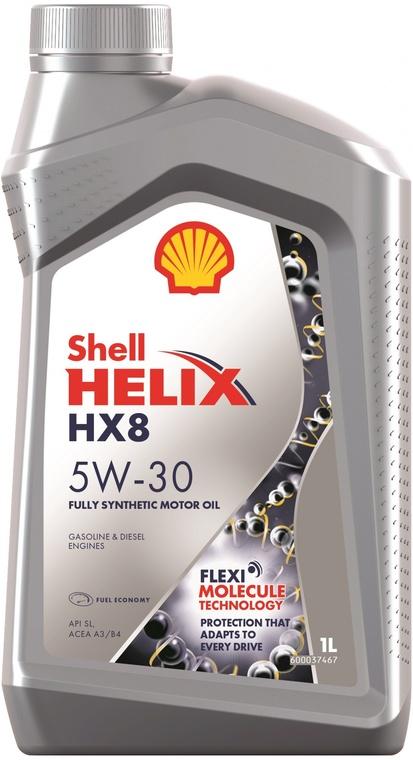 Shell
HELIX
HX8
5W-30
FULLY SYNTHETIC MOTOR OIL
GASOLINE & DIESEL
ENGINES
FUEL ECONOMY
API SL,
ACEA A3/B4
FLEXI
MOLECULE
TECHNOLOGY
PROTECTION THAT
ADAPTS TO
EVERY DRIVE
1L
600037467